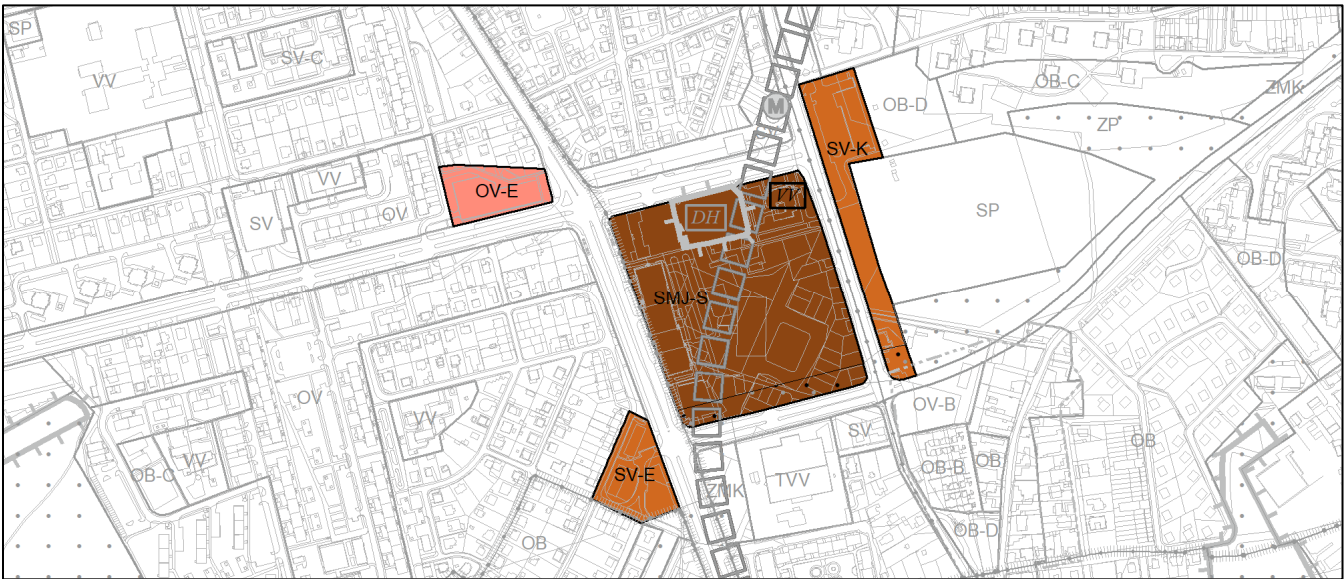 SP
VV
SV-C
M
OB-C
OB-D
ZMK
ZP
SV-K
VV
OV-E
VV
OV
SV
DH
SP
OB-D
SMJ-S
OV
VV
OV-B
SV
OB
OB-C
VV
SV-E
ZMK
TVV
OB-B
OB
OB
OB-D